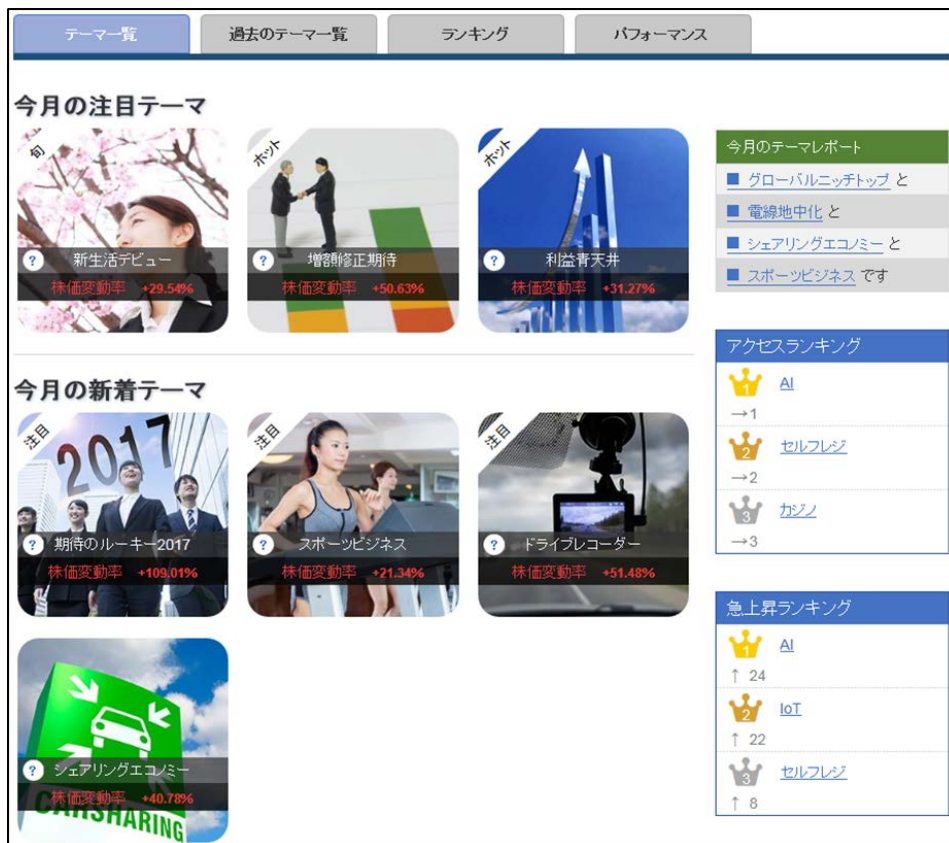 テーマ一覧
過去のテーマ一覧
ランキング
パフォーマンス
今月の注目テーマ
旬
? 新生活デビュー
株価変動率 +29.54%
ホット
? 増額修正期待
株価変動率 +50.63%
ホット
? 利益青天井
株価変動率 +31.27%
今月の新着テーマ
注目
2017
? 期待のルーキー2017
株価変動率 +109.01%
注目
? スポーツビジネス
株価変動率 +21.34%
注目
? ドライブレコーダー
株価変動率 +51.48%
? シェアリングエコノミー
株価変動率 +40.78%
CARSHARING
今月のテーマレポート
■ グローバルニッチトップ と
■ 電線地中化 と
■ シェアリングエコノミー と
■ スポーツビジネス です
アクセスランキング
1 AI
→1
2 セルフレジ
→2
3 カジノ
→3
急上昇ランキング
1 AI
↑ 24
2 IoT
↑ 22
3 セルフレジ
↑ 8